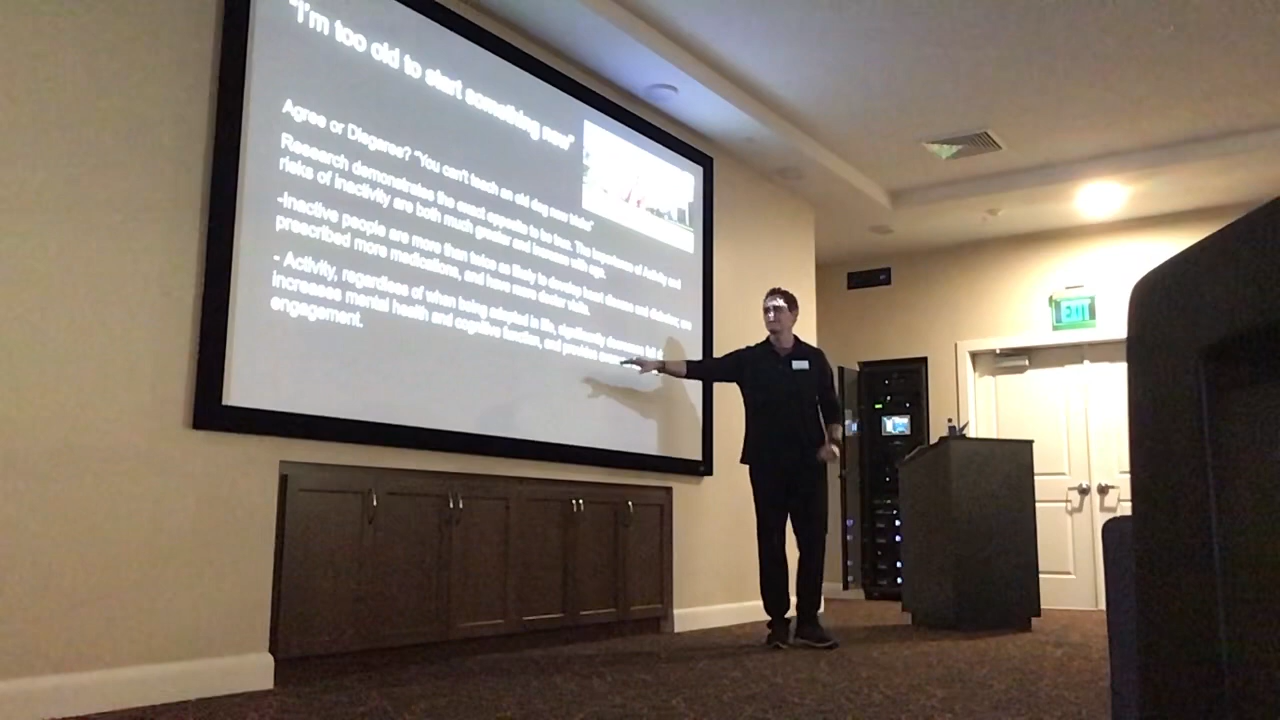 "I'm too old to start something new"
Agree or Disagree? "You can't teach an old dog new tricks"
Research demonstrates the exact opposite to be true. The importance of Activity and
risks of inactivity are both much greater and increase with age.
-Inactive people are more than twice as likely to develop heart disease and diabetes, are
prescribed more medications, and have more doctor visits.
- Activity, regardless of when being adopted in life, significantly decreases fall
increases mental health and cognitive function, and provides
engagement.
EXIT